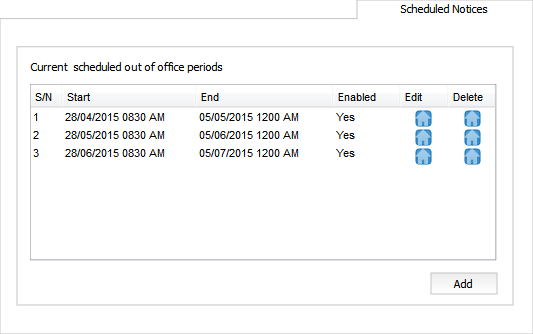 Scheduled Notices
Current scheduled out of office periods
S/N Start End Enabled Edit Delete
1 28/04/2015 0830 AM 05/05/2015 1200 AM Yes
2 28/05/2015 0830 AM 05/06/2015 1200 AM Yes
3 28/06/2015 0830 AM 05/07/2015 1200 AM Yes
Add